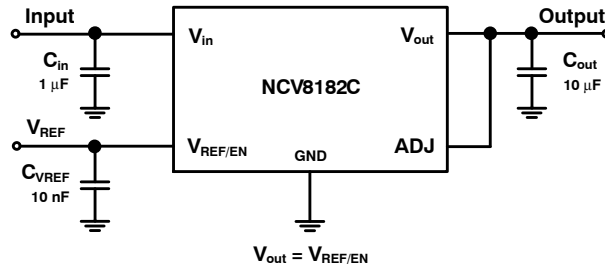 Input
Output
Vin
Vout
Cin
1 μF
Cout
10 μF
NCV8182C
VREF
VREF/EN
ADJ
GND
CVREF
10 nF
Vout = VREF/EN